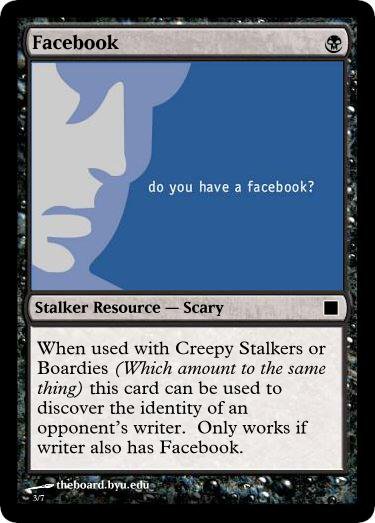 Facebook
do you have a facebook?
Stalker Resource — Scary
When used with Creepy Stalkers or
Boardies (Which amount to the same
thing) this card can be used to
discover the identity of an
opponent's writer.  Only works if
writer also has Facebook.
theboard.byu.edu
3/7